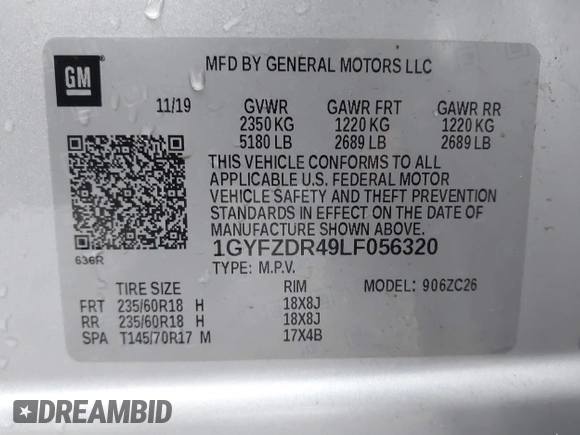 GM
MFD BY GENERAL MOTORS LLC
11/19 GVWR GAWR FRT GAWR RR
2350 KG 1220 KG 1220 KG
5180 LB 2689 LB 2689 LB
THIS VEHICLE CONFORMS TO ALL
APPLICABLE U.S. FEDERAL MOTOR
VEHICLE SAFETY AND THEFT PREVENTION
STANDARDS IN EFFECT ON THE DATE OF
MANUFACTURE SHOWN ABOVE.
636R 1GYFZDR49LF056320
TYPE: M.P.V.
TIRE SIZE RIM MODEL: 906ZC26
FRT 235/60R18 H 18X8J
RR 235/60R18 H 18X8J
SPA T145/70R17 M 17X4B
DREAMBID